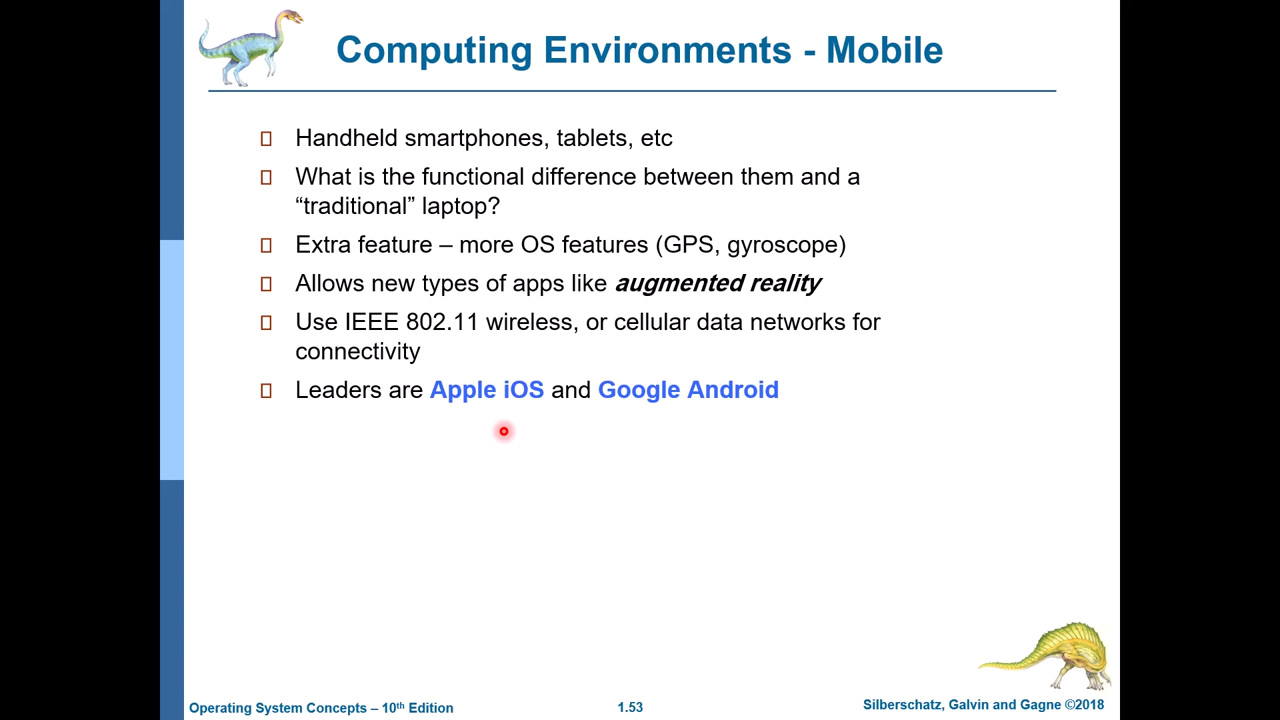 Computing Environments - Mobile
Handheld smartphones, tablets, etc
What is the functional difference between them and a
“traditional” laptop?
Extra feature – more OS features (GPS, gyroscope)
Allows new types of apps like augmented reality
Use IEEE 802.11 wireless, or cellular data networks for
connectivity
Leaders are Apple iOS and Google Android
Operating System Concepts – 10th Edition
1.53
Silberschatz, Galvin and Gagne ©2018